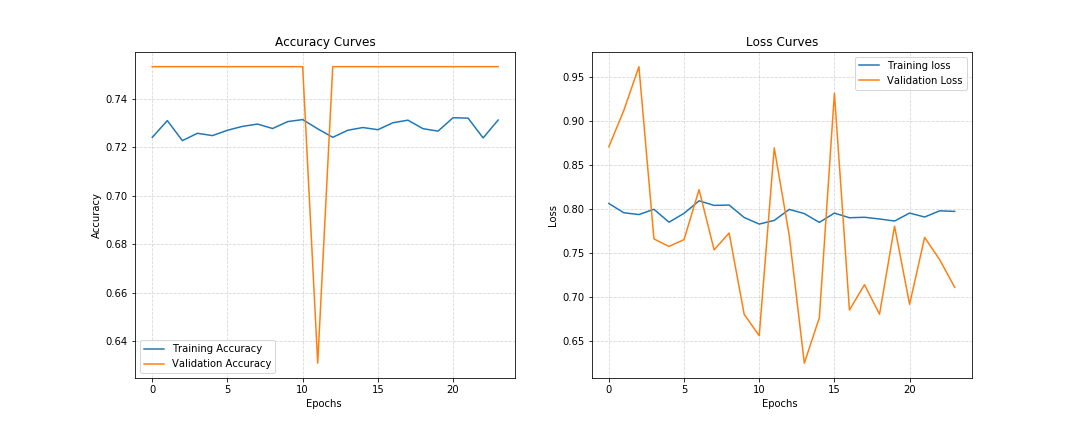 Accuracy Curves
Accuracy
0.74
0.72
0.70
0.68
0.66
0.64
Training Accuracy
Validation Accuracy
0 5 10 15 20
Epochs
Loss Curves
Loss
0.95
0.90
0.85
0.80
0.75
0.70
0.65
Training loss
Validation Loss
0 5 10 15 20
Epochs